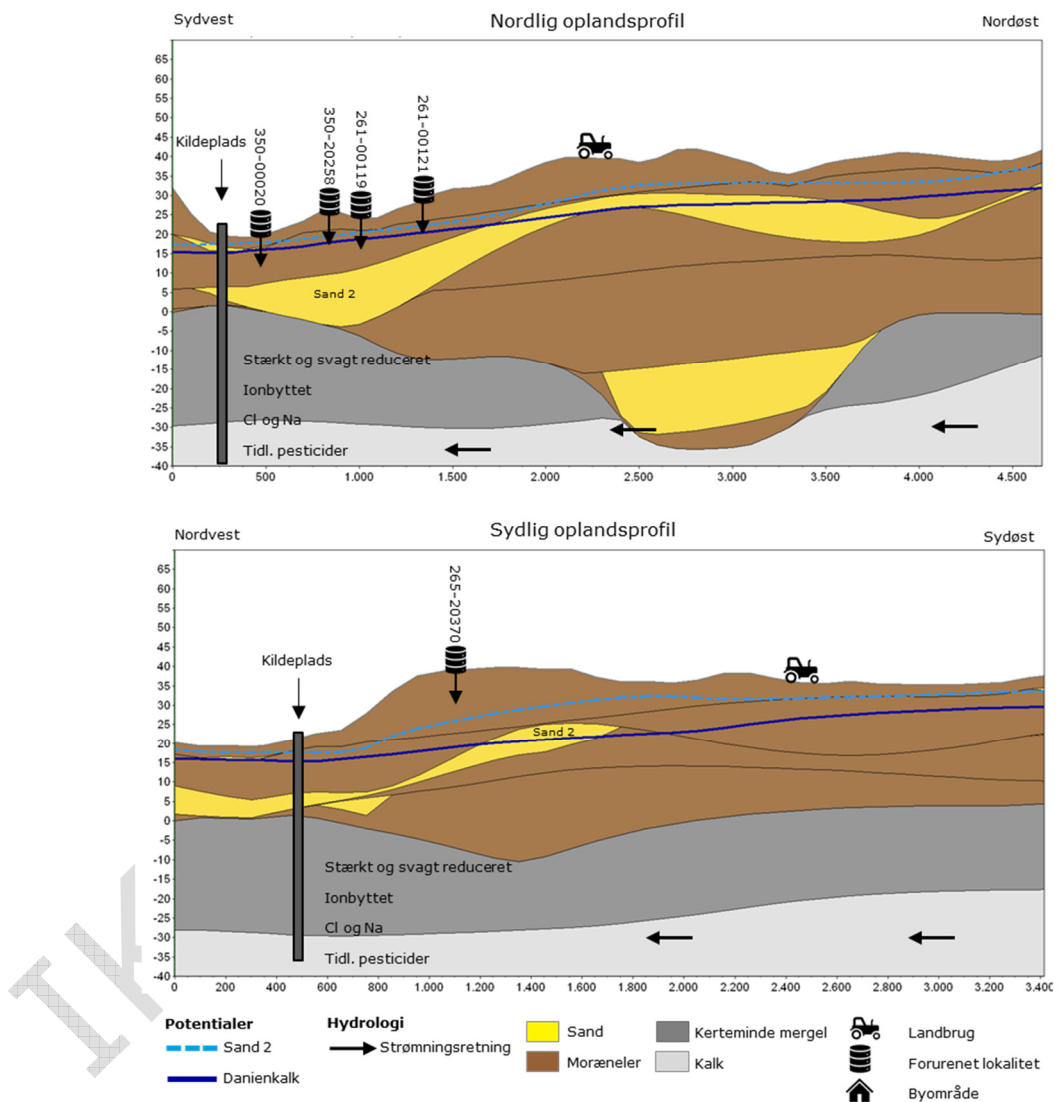 Sydvest Nordlig oplandsprofil Nordøst
65
60
55
50
45
40
35
30
25
20
15
10
5
0
-5
-10
-15
-20
-25
-30
-35
-40
Kildeplads
350-00020
350-20258
261-00119
261-00121
Sand 2
Stærkt og svagt reduceret
Ionbyttet
Cl og Na
Tidl. pesticider
0 500 1.000 1.500 2.000 2.500 3.000 3.500 4.000 4.500
Nordvest Sydlig oplandsprofil Sydøst
65
60
55
50
45
40
35
30
25
20
15
10
5
0
-5
-10
-15
-20
-25
-30
-35
-40
Kildeplads
265-20370
Sand 2
Stærkt og svagt reduceret
Ionbyttet
Cl og Na
Tidl. pesticider
0 200 400 600 800 1.000 1.200 1.400 1.600 1.800 2.000 2.200 2.400 2.600 2.800 3.000 3.200 3.400
IK
Potentialer
Sand 2
Danienkalk
Hydrologi
Strømningsretning
Sand
Moræneler
Kerteminde mergel
Kalk
Landbrug
Forurenet lokalitet
Byområde